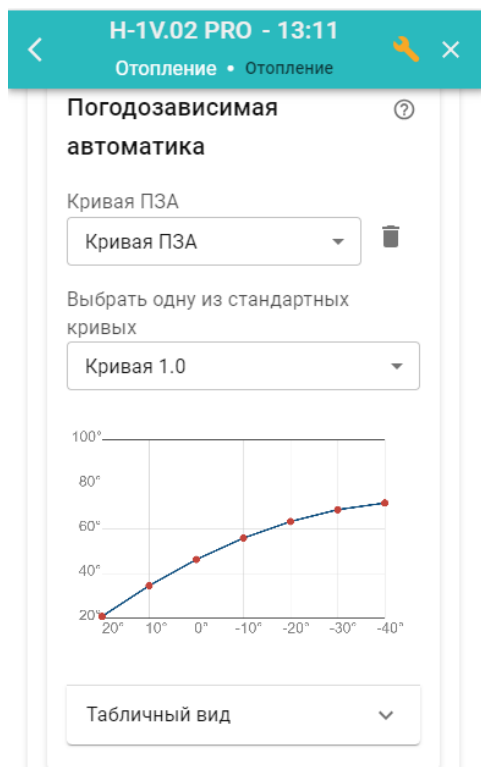 H-1V.02 PRO - 13:11
Отопление • Отопление
Погодозависимая
автоматика
Кривая ПЗА
Кривая ПЗА
Выбрать одну из стандартных
кривых
Кривая 1.0
100°
80°
60°
40°
20°
20° 10° 0° -10° -20° -30° -40°
Табличный вид